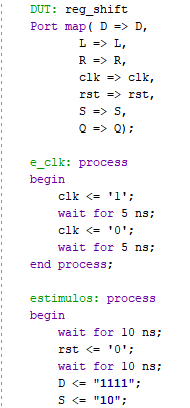 DUT: reg_shift
Port map( D => D,
L => L,
R => R,
clk => clk,
rst => rst,
S => S,
Q => Q);
e_clk: process
begin
clk <= '1';
wait for 5 ns;
clk <= '0';
wait for 5 ns;
end process;
estimulos: process
begin
wait for 10 ns;
rst <= '0';
wait for 10 ns;
D <= "1111";
S <= "10";